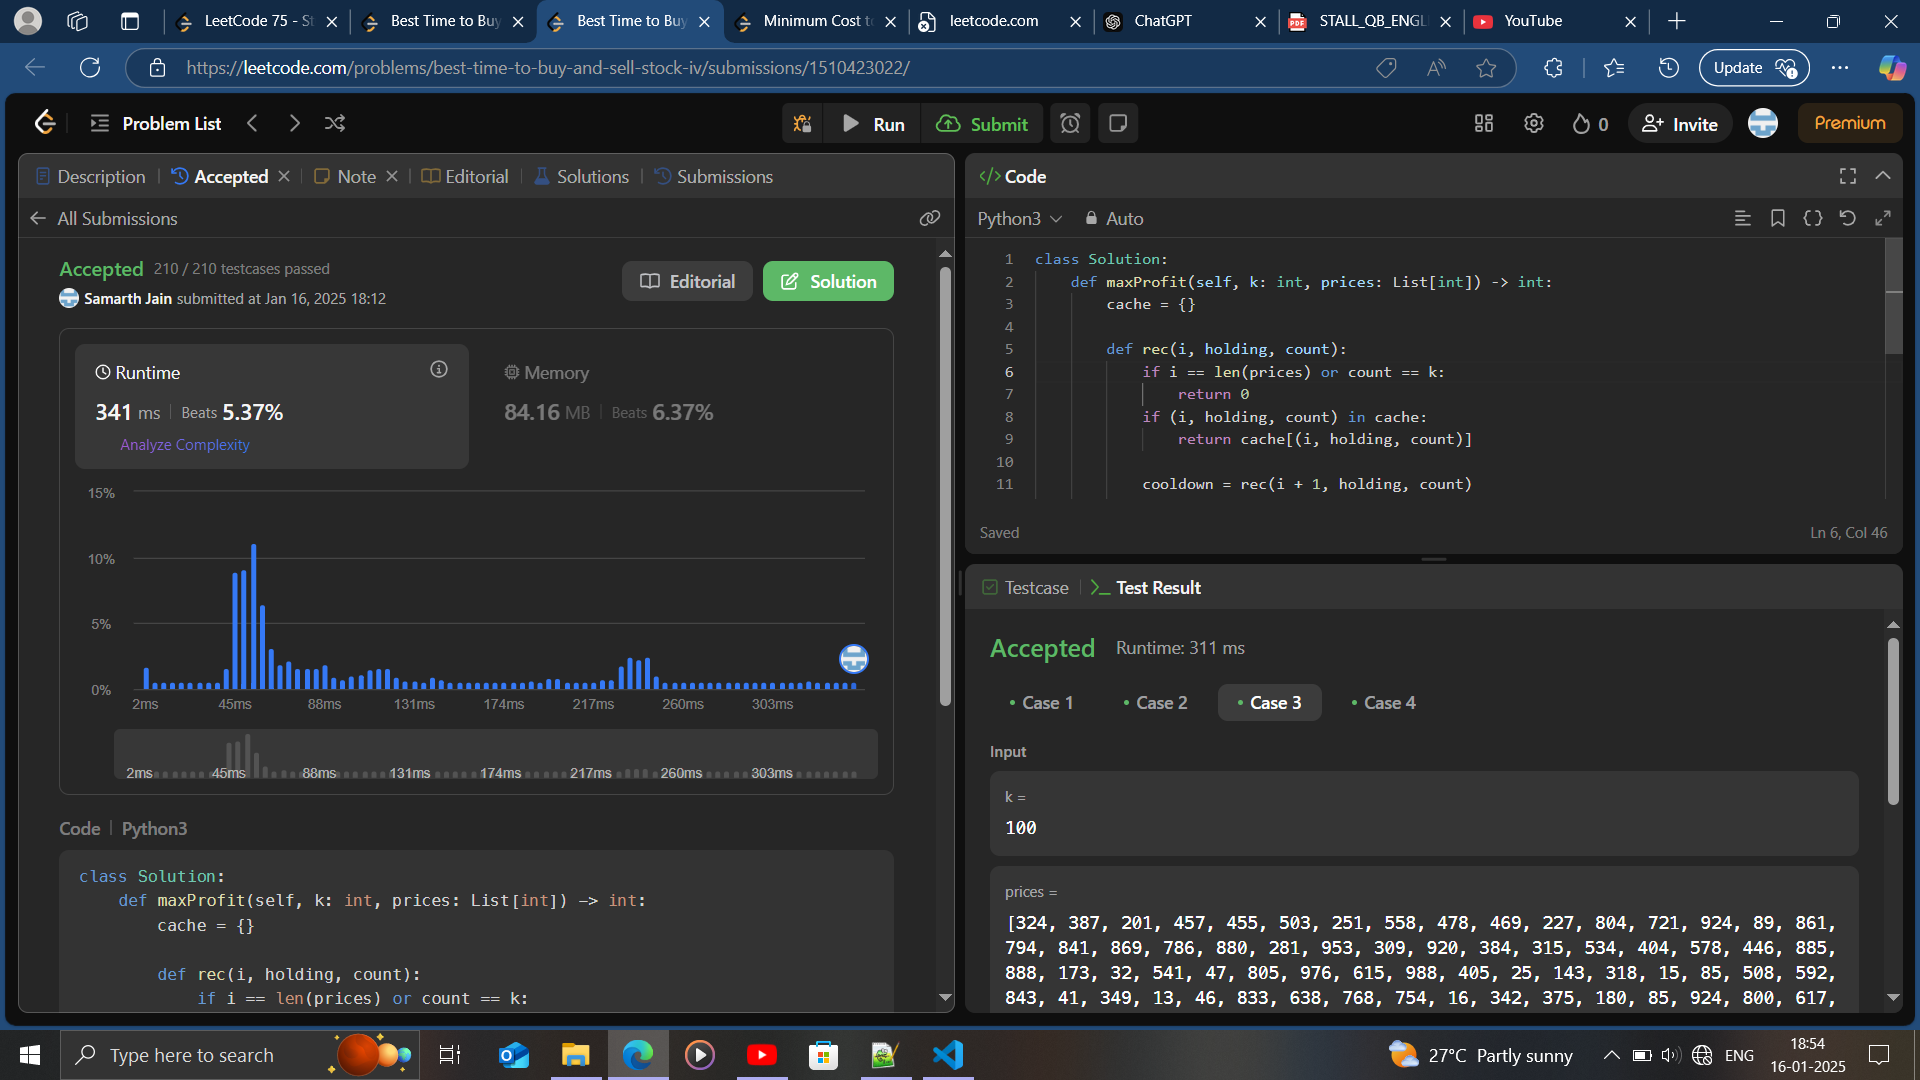 LeetCode 75 - St
Best Time to Buy
Best Time to Buy
Minimum Cost to
leetcode.com
ChatGPT
STALL_QB_ENGL
YouTube
https://leetcode.com/problems/best-time-to-buy-and-sell-stock-iv/submissions/1510423022/
Update
Problem List
Run
Submit
0
Invite
Premium
Description
Accepted
Note
Editorial
Solutions
Submissions
All Submissions
Accepted 210 / 210 testcases passed
Samarth Jain submitted at Jan 16, 2025 18:12
Editorial
Solution
Runtime
341 ms Beats 5.37%
Analyze Complexity
Memory
84.16 MB Beats 6.37%
15%
10%
5%
0%
2ms 45ms 88ms 131ms 174ms 217ms 260ms 303ms
2ms 45ms 88ms 131ms 174ms 217ms 260ms 303ms
Code | Python3
class Solution:
def maxProfit(self, k: int, prices: List[int]) -> int:
cache = {}
def rec(i, holding, count):
if i == len(prices) or count == k:
</> Code
Python3
Auto
1 class Solution:
2 def maxProfit(self, k: int, prices: List[int]) -> int:
3 cache = {}
4
5 def rec(i, holding, count):
6 if i == len(prices) or count == k:
7 return 0
8 if (i, holding, count) in cache:
9 return cache[(i, holding, count)]
10
11 cooldown = rec(i + 1, holding, count)
Saved
Ln 6, Col 46
Testcase
Test Result
Accepted Runtime: 311 ms
Case 1
Case 2
Case 3
Case 4
Input
k =
100
prices =
[324, 387, 201, 457, 455, 503, 251, 558, 478, 469, 227, 804, 721, 924, 89, 861,
794, 841, 869, 786, 880, 281, 953, 309, 920, 384, 315, 534, 404, 578, 446, 885,
888, 173, 32, 541, 47, 805, 976, 615, 988, 405, 25, 143, 318, 15, 85, 508, 592,
843, 41, 349, 13, 46, 833, 638, 768, 754, 16, 342, 375, 180, 85, 924, 800, 617,
Type here to search
27°C Partly sunny
ENG
18:54
16-01-2025